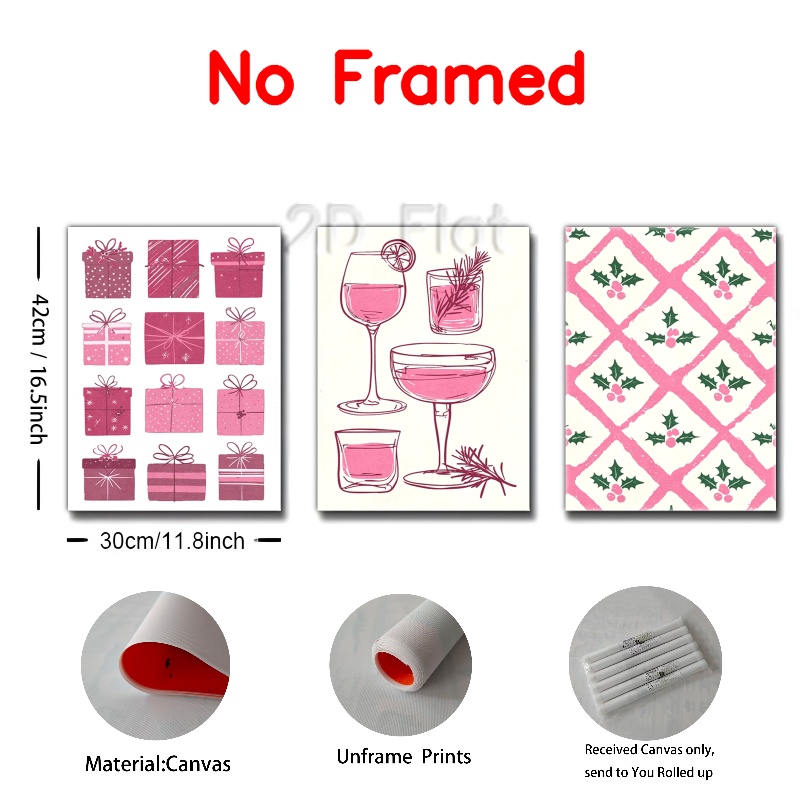 No Framed
2D Flat
42cm / 16.5inch
30cm/11.8inch
Material:Canvas
Unframe Prints
Received Canvas only,
send to You Rolled up